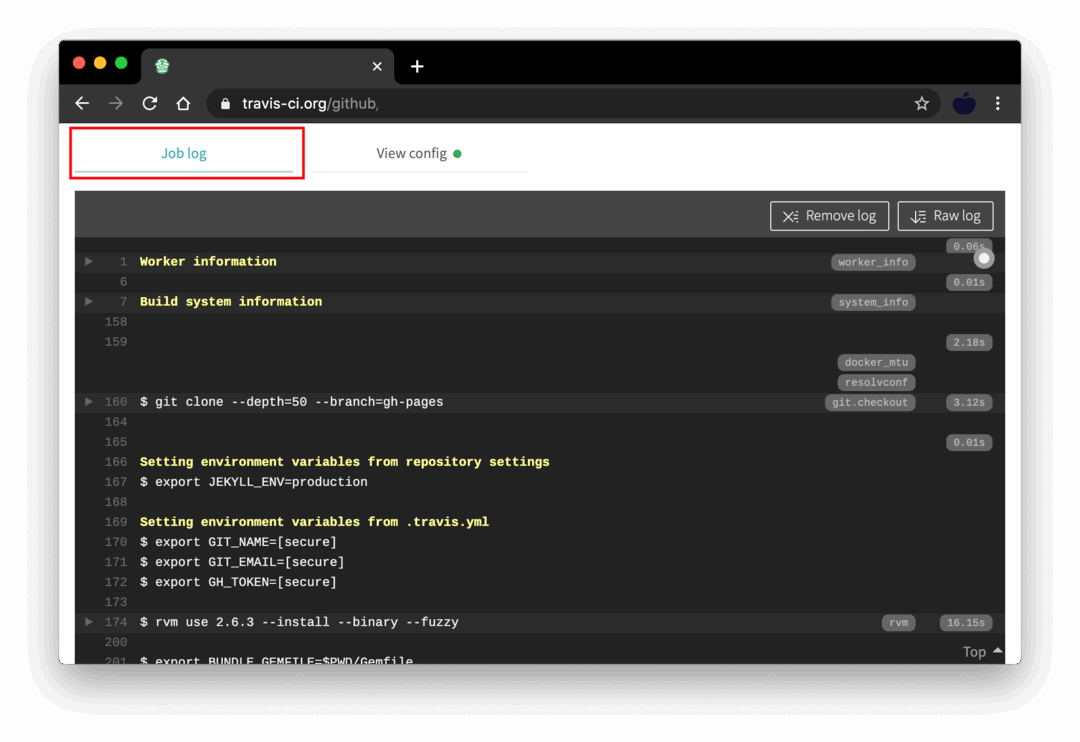 travis-ci.org/github,
Job log
View config
Remove log
Raw log
0.06s
1 Worker information worker_info
6 0.01s
7 Build system information system_info
158
159 2.18s
docker_mtu
resolvconf
160 $ git clone --depth=50 --branch=gh-pages git.checkout 3.12s
164
165 0.01s
166 Setting environment variables from repository settings
167 $ export JEKYLL_ENV=production
168
169 Setting environment variables from .travis.yml
170 $ export GIT_NAME=[secure]
171 $ export GIT_EMAIL=[secure]
172 $ export GH_TOKEN=[secure]
173
174 $ rvm use 2.6.3 --install --binary --fuzzy rvm 16.15s
200
201 $ export BUNDLE_GEMFILE=$PWD/Gemfile
Top